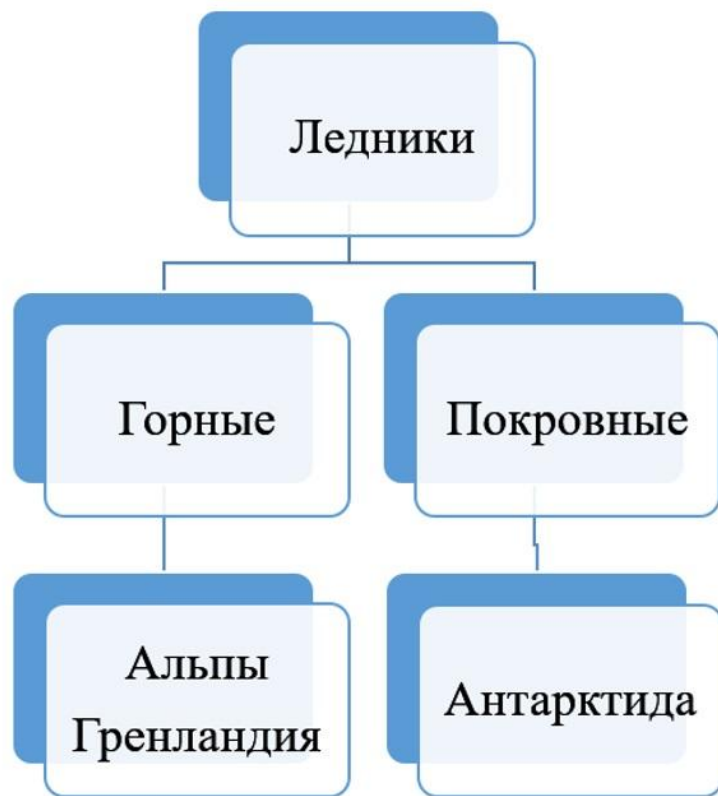 Ледники
Горные
Покровные
Альпы
Гренландия
Антарктида